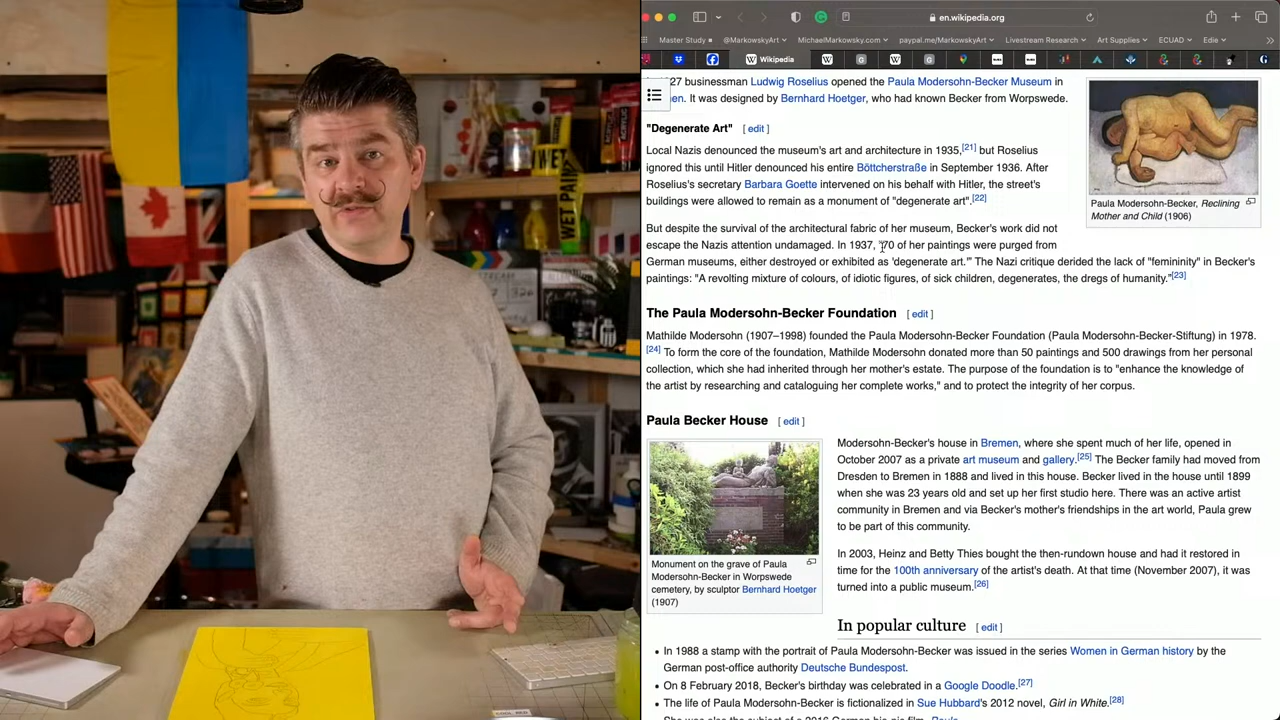 en.wikipedia.org
Master Study
@MarkowskyArt
MichaelMarkowsky.com
paypal.me/MarkowskyArt
Livestream Research
Art Supplies
ECUAD
Edie
Wikipedia
27 businessman Ludwig Roselius opened the Paula Modersohn-Becker Museum in
en. It was designed by Bernhard Hoetger, who had known Becker from Worpswede.
"Degenerate Art" [ edit ]
Local Nazis denounced the museum's art and architecture in 1935,[21] but Roselius
ignored this until Hitler denounced his entire Böttcherstraße in September 1936. After
Roselius's secretary Barbara Goette intervened on his behalf with Hitler, the street's
buildings were allowed to remain as a monument of "degenerate art".[22]
Paula Modersohn-Becker, Reclining
Mother and Child (1906)
But despite the survival of the architectural fabric of her museum, Becker's work did not
escape the Nazis attention undamaged. In 1937, '70 of her paintings were purged from
German museums, either destroyed or exhibited as 'degenerate art.'" The Nazi critique derided the lack of "femininity" in Becker's
paintings: "A revolting mixture of colours, of idiotic figures, of sick children, degenerates, the dregs of humanity."[23]
The Paula Modersohn-Becker Foundation [ edit ]
Mathilde Modersohn (1907–1998) founded the Paula Modersohn-Becker Foundation (Paula Modersohn-Becker-Stiftung) in 1978.
[24] To form the core of the foundation, Mathilde Modersohn donated more than 50 paintings and 500 drawings from her personal
collection, which she had inherited through her mother's estate. The purpose of the foundation is to "enhance the knowledge of
the artist by researching and cataloguing her complete works," and to protect the integrity of her corpus.
Paula Becker House [ edit ]
Monument on the grave of Paula
Modersohn-Becker in Worpswede
cemetery, by sculptor Bernhard Hoetger
(1907)
Modersohn-Becker's house in Bremen, where she spent much of her life, opened in
October 2007 as a private art museum and gallery.[25] The Becker family had moved from
Dresden to Bremen in 1888 and lived in this house. Becker lived in the house until 1899
when she was 23 years old and set up her first studio here. There was an active artist
community in Bremen and via Becker's mother's friendships in the art world, Paula grew
to be part of this community.
In 2003, Heinz and Betty Thies bought the then-rundown house and had it restored in
time for the 100th anniversary of the artist's death. At that time (November 2007), it was
turned into a public museum.[26]
In popular culture [ edit ]
• In 1988 a stamp with the portrait of Paula Modersohn-Becker was issued in the series Women in German history by the
German post-office authority Deutsche Bundespost.
• On 8 February 2018, Becker's birthday was celebrated in a Google Doodle.[27]
• The life of Paula Modersohn-Becker is fictionalized in Sue Hubbard's 2012 novel, Girl in White.[28]
WET PAINT
WET